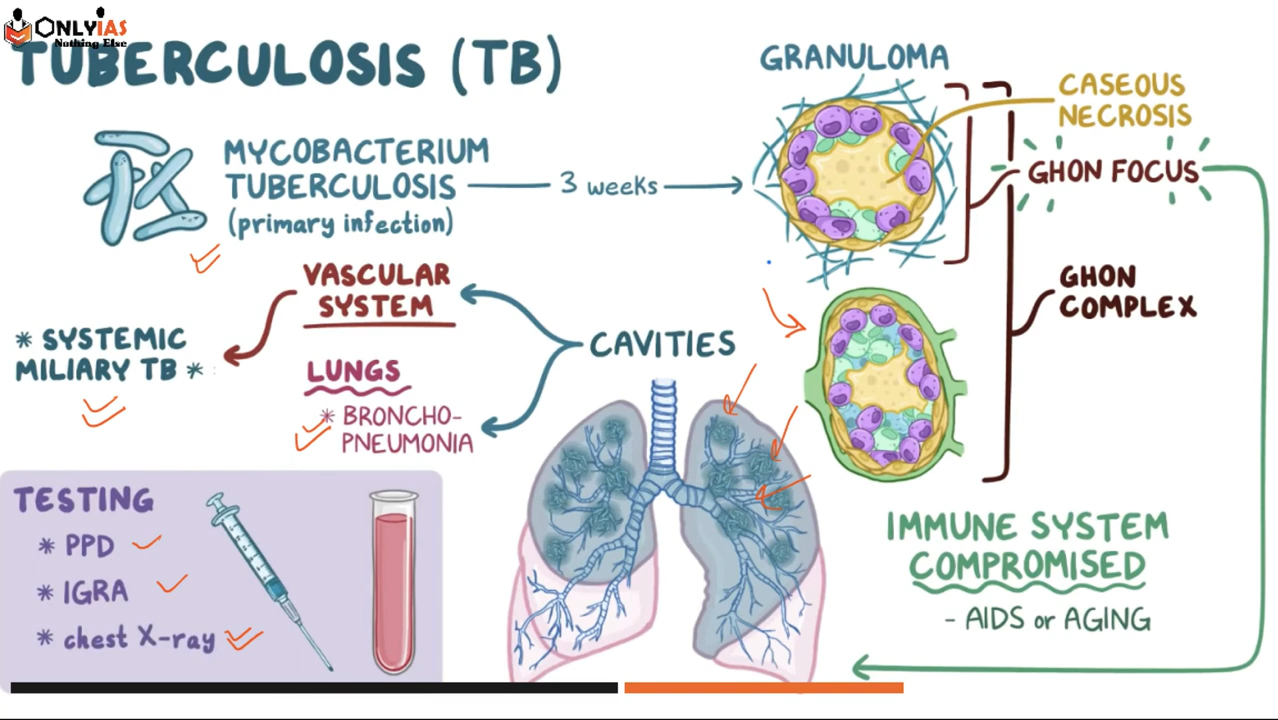 ONLYIAS
Nothing Else
TUBERCULOSIS (TB)
MYCOBACTERIUM
TUBERCULOSIS
(primary infection)
3 weeks
GRANULOMA
CASEOUS
NECROSIS
GHON FOCUS
GHON
COMPLEX
VASCULAR
SYSTEM
* SYSTEMIC
MILIARY TB *
CAVITIES
LUNGS
* BRONCHO-
PNEUMONIA
TESTING
* PPD
* IGRA
* chest X-ray
IMMUNE SYSTEM
COMPROMISED
- AIDS or AGING